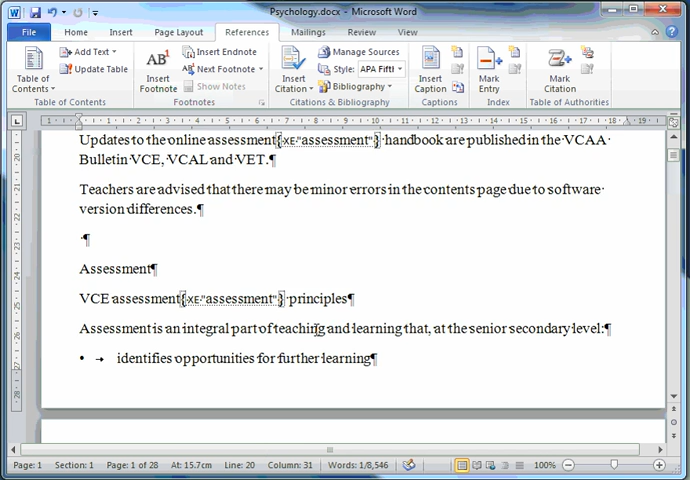 Psychology.docx - Microsoft Word
File Home Insert Page Layout References Mailings Review View
Table of Contents
Add Text
Update Table
Table of Contents
AB¹
Insert Footnote
Insert Endnote
Next Footnote
Show Notes
Footnotes
Insert Citation
Manage Sources
Style: APA Fifth
Bibliography
Citations & Bibliography
Insert Caption
Captions
Mark Entry
Index
Mark Citation
Table of Authorities
Updates to the online assessment{ XE "assessment" } handbook are published in the VCAA
Bulletin VCE, VCAL and VET.¶
Teachers are advised that there may be minor errors in the contents page due to software
version differences.¶
¶
Assessment¶
VCE assessment{ XE "assessment" } principles¶
Assessment is an integral part of teaching and learning that, at the senior secondary level:¶
• → identifies opportunities for further learning¶
Page: 1 Section: 1 Page: 1 of 28 At: 15.7cm Line: 20 Column: 31 Words: 1/8,546 100%